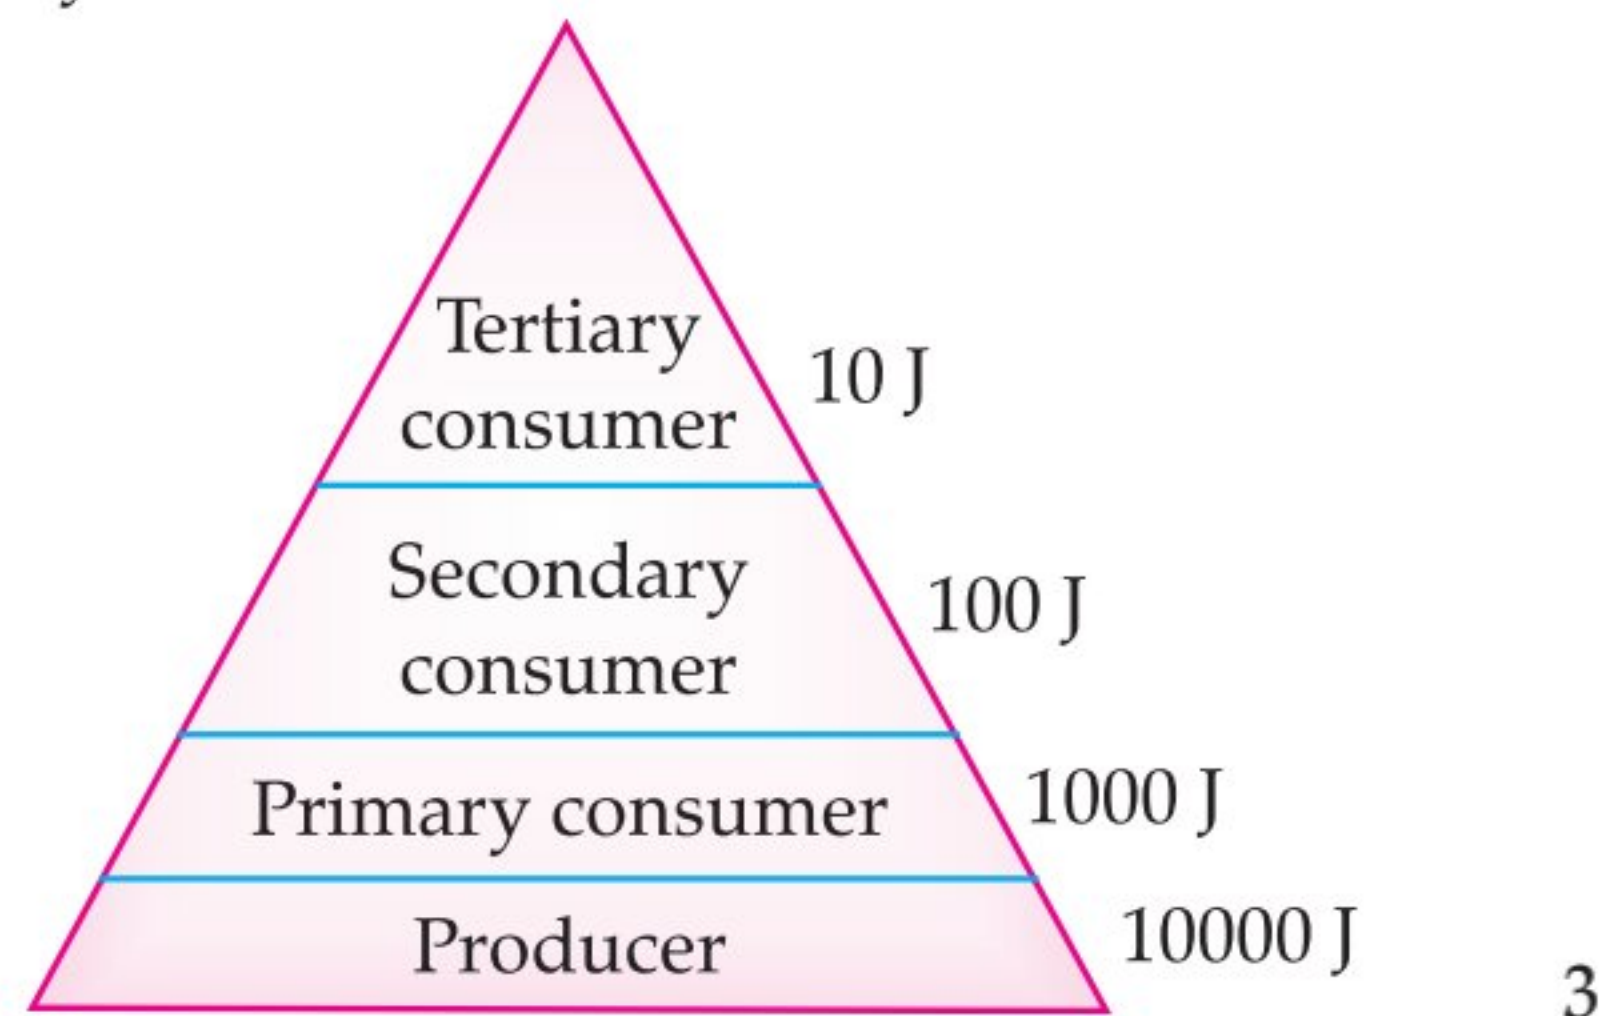 Tertiary
consumer
10 J
Secondary
consumer
100 J
Primary consumer
1000 J
Producer
10000 J
3